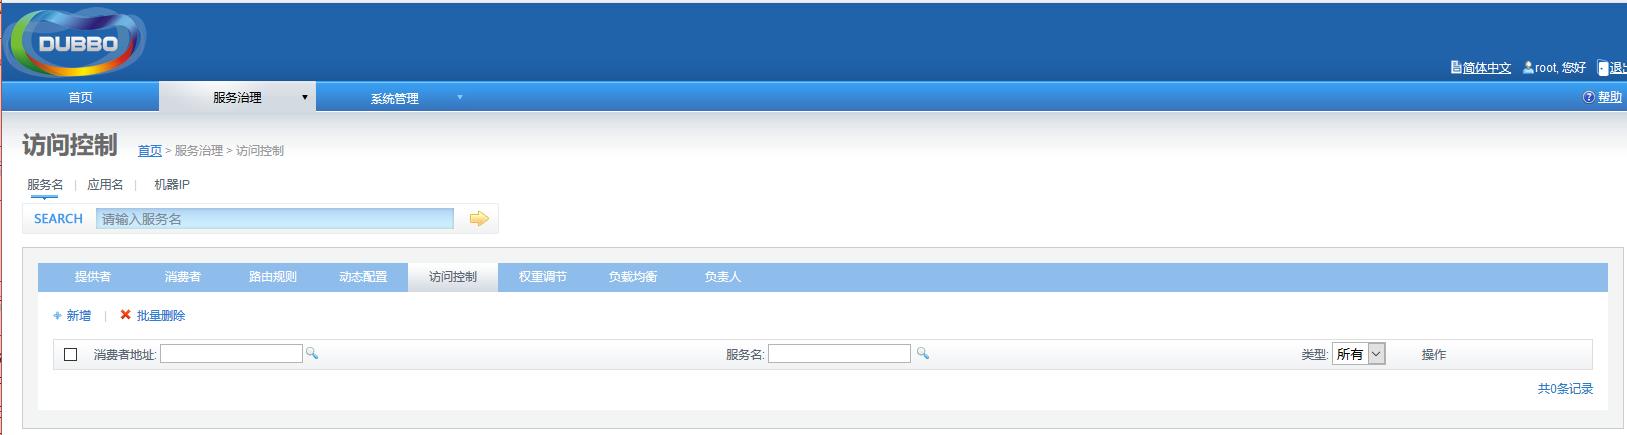 DUBBO
简体中文 root, 您好 退出
首页 服务治理 系统管理 帮助
访问控制 首页 > 服务治理 > 访问控制
服务名 | 应用名 | 机器IP
SEARCH 请输入服务名
提供者 消费者 路由规则 动态配置 访问控制 权重调节 负载均衡 负责人
新增 | 批量删除
消费者地址: 服务名: 类型: 所有 操作
共0条记录